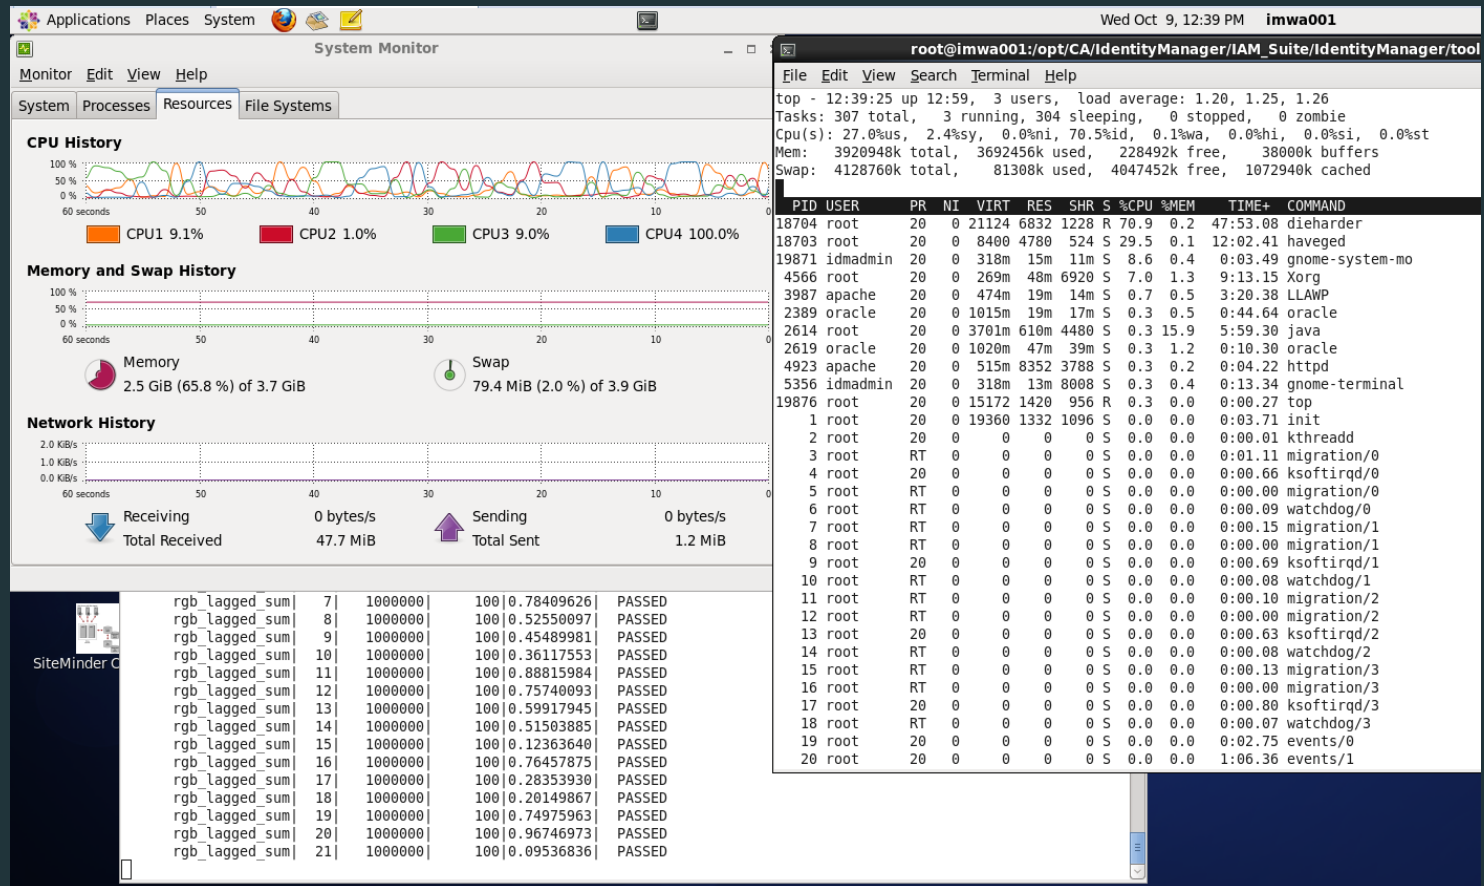 Applications Places System Wed Oct 9, 12:39 PM imwa001
System Monitor
Monitor Edit View Help
System Processes Resources File Systems
CPU History
100 %
50 %
0 %
60 seconds 50 40 30 20 10 0
CPU1 9.1% CPU2 1.0% CPU3 9.0% CPU4 100.0%
Memory and Swap History
100 %
50 %
0 %
60 seconds 50 40 30 20 10 0
Memory Swap
2.5 GiB (65.8 %) of 3.7 GiB 79.4 MiB (2.0 %) of 3.9 GiB
Network History
2.0 KiB/s
1.0 KiB/s
0.0 KiB/s
60 seconds 50 40 30 20 10 0
Receiving 0 bytes/s Sending 0 bytes/s
Total Received 47.7 MiB Total Sent 1.2 MiB
root@imwa001:/opt/CA/IdentityManager/IAM_Suite/IdentityManager/tool
File Edit View Search Terminal Help
top - 12:39:25 up 12:59, 3 users, load average: 1.20, 1.25, 1.26
Tasks: 307 total, 3 running, 304 sleeping, 0 stopped, 0 zombie
Cpu(s): 27.0%us, 2.4%sy, 0.0%ni, 70.5%id, 0.1%wa, 0.0%hi, 0.0%si, 0.0%st
Mem: 3920948k total, 3692456k used, 228492k free, 38000k buffers
Swap: 4128760k total, 81308k used, 4047452k free, 1072940k cached
PID USER PR NI VIRT RES SHR S %CPU %MEM TIME+ COMMAND
18704 root 20 0 21124 6832 1228 R 70.9 0.2 47:53.08 dieharder
18703 root 20 0 8400 4780 524 S 29.5 0.1 12:02.41 haveged
19871 idmadmin 20 0 318m 15m 11m S 8.6 0.4 0:03.49 gnome-system-mo
4566 root 20 0 269m 48m 6920 S 7.0 1.3 9:13.15 Xorg
3987 apache 20 0 474m 19m 14m S 0.7 0.5 3:20.38 LLAWP
2389 oracle 20 0 1015m 19m 17m S 0.3 0.5 0:44.64 oracle
2614 root 20 0 3701m 610m 4480 S 0.3 15.9 5:59.30 java
2619 oracle 20 0 1020m 47m 39m S 0.3 1.2 0:10.30 oracle
4923 apache 20 0 515m 8352 3788 S 0.3 0.2 0:04.22 httpd
5356 idmadmin 20 0 318m 13m 8008 S 0.3 0.4 0:13.34 gnome-terminal
19876 root 20 0 15172 1420 956 R 0.3 0.0 0:00.27 top
1 root 20 0 19360 1332 1096 S 0.0 0.0 0:03.71 init
2 root 20 0 0 0 0 S 0.0 0.0 0:00.01 kthreadd
3 root RT 0 0 0 0 S 0.0 0.0 0:01.11 migration/0
4 root 20 0 0 0 0 S 0.0 0.0 0:00.66 ksoftirqd/0
5 root RT 0 0 0 0 S 0.0 0.0 0:00.00 migration/0
6 root RT 0 0 0 0 S 0.0 0.0 0:00.09 watchdog/0
7 root RT 0 0 0 0 S 0.0 0.0 0:00.15 migration/1
8 root RT 0 0 0 0 S 0.0 0.0 0:00.00 migration/1
9 root 20 0 0 0 0 S 0.0 0.0 0:00.69 ksoftirqd/1
10 root RT 0 0 0 0 S 0.0 0.0 0:00.08 watchdog/1
11 root RT 0 0 0 0 S 0.0 0.0 0:00.10 migration/2
12 root RT 0 0 0 0 S 0.0 0.0 0:00.00 migration/2
13 root 20 0 0 0 0 S 0.0 0.0 0:00.63 ksoftirqd/2
14 root RT 0 0 0 0 S 0.0 0.0 0:00.08 watchdog/2
15 root RT 0 0 0 0 S 0.0 0.0 0:00.13 migration/3
16 root RT 0 0 0 0 S 0.0 0.0 0:00.00 migration/3
17 root 20 0 0 0 0 S 0.0 0.0 0:00.80 ksoftirqd/3
18 root RT 0 0 0 0 S 0.0 0.0 0:00.07 watchdog/3
19 root 20 0 0 0 0 S 0.0 0.0 0:02.75 events/0
20 root 20 0 0 0 0 S 0.0 0.0 1:06.36 events/1
SiteMinder C
rgb_lagged_sum| 7| 1000000| 100|0.78409626| PASSED
rgb_lagged_sum| 8| 1000000| 100|0.52550097| PASSED
rgb_lagged_sum| 9| 1000000| 100|0.45489981| PASSED
rgb_lagged_sum| 10| 1000000| 100|0.36117553| PASSED
rgb_lagged_sum| 11| 1000000| 100|0.88815984| PASSED
rgb_lagged_sum| 12| 1000000| 100|0.75740093| PASSED
rgb_lagged_sum| 13| 1000000| 100|0.59917945| PASSED
rgb_lagged_sum| 14| 1000000| 100|0.51503885| PASSED
rgb_lagged_sum| 15| 1000000| 100|0.12363640| PASSED
rgb_lagged_sum| 16| 1000000| 100|0.76457875| PASSED
rgb_lagged_sum| 17| 1000000| 100|0.28353930| PASSED
rgb_lagged_sum| 18| 1000000| 100|0.20149867| PASSED
rgb_lagged_sum| 19| 1000000| 100|0.74975963| PASSED
rgb_lagged_sum| 20| 1000000| 100|0.96746973| PASSED
rgb_lagged_sum| 21| 1000000| 100|0.09536836| PASSED